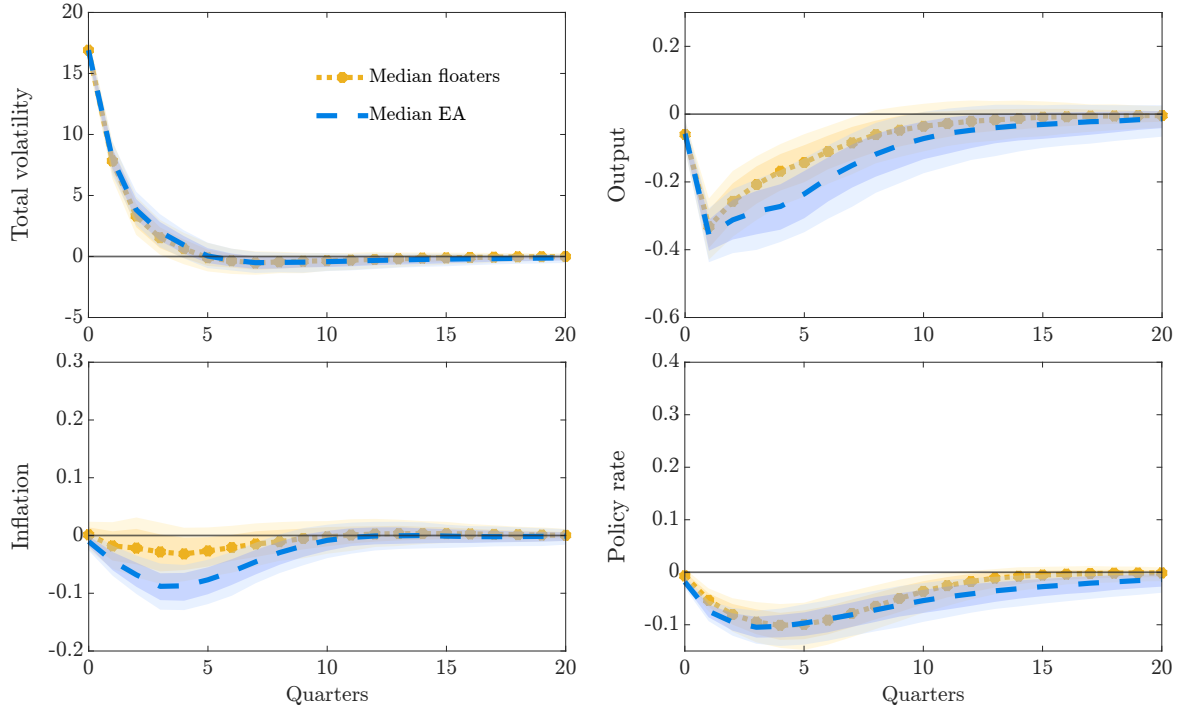 20
15
10
5
0
-5
0 5 10 15 20
Total volatility
Median floaters
Median EA
0.2
0
-0.2
-0.4
-0.6
0 5 10 15 20
Output
0.3
0.2
0.1
0
-0.1
-0.2
0 5 10 15 20
Inflation
Quarters
0.4
0.3
0.2
0.1
0
-0.1
0 5 10 15 20
Policy rate
Quarters